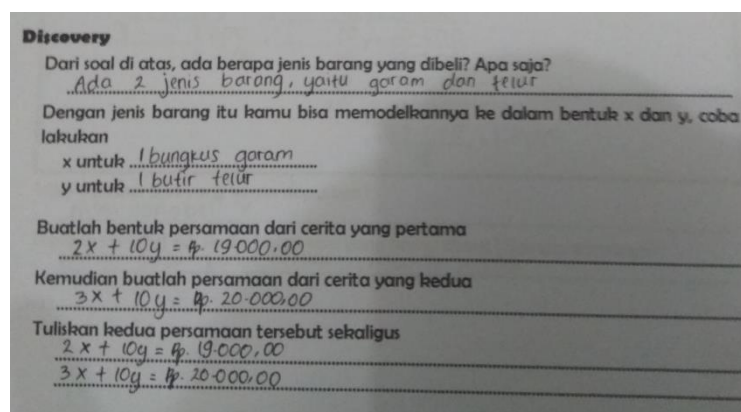 Discovery
Dari soal di atas, ada berapa jenis barang yang dibeli? Apa saja?
Ada 2 jenis barang, yaitu garam dan telur
Dengan jenis barang itu kamu bisa memodelkannya ke dalam bentuk x dan y, coba
lakukan
x untuk 1 bungkus garam
y untuk 1 butir telur
Buatlah bentuk persamaan dari cerita yang pertama
2x + 10y = Rp. 19.000,00
Kemudian buatlah persamaan dari cerita yang kedua
3x + 10y = Rp. 20.000,00
Tuliskan kedua persamaan tersebut sekaligus
2x + 10y = Rp. 19.000,00
3x + 10y = Rp. 20.000,00